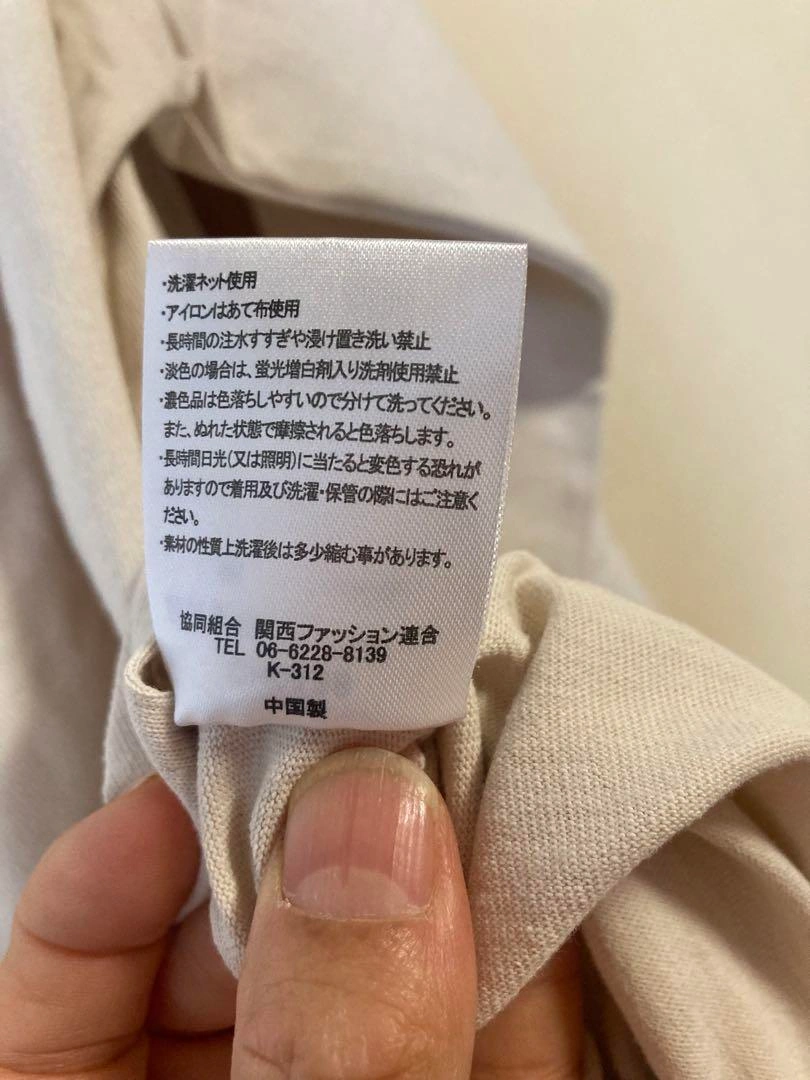 ・洗濯ネット使用
・アイロンはあて布使用
・長時間の注水すすぎや浸け置き洗い禁止
・淡色の場合は、蛍光増白剤入り洗剤使用禁止
・濃色品は色落ちしやすいので分けて洗ってください。
また、ぬれた状態で摩擦されると色落ちします。
・長時間日光(又は照明)に当たると変色する恐れが
ありますので着用及び洗濯・保管の際にはご注意く
ださい。
・素材の性質上洗濯後は多少縮む事があります。
協同組合 関西ファッション連合
TEL 06-6228-8139
K-312
中国製